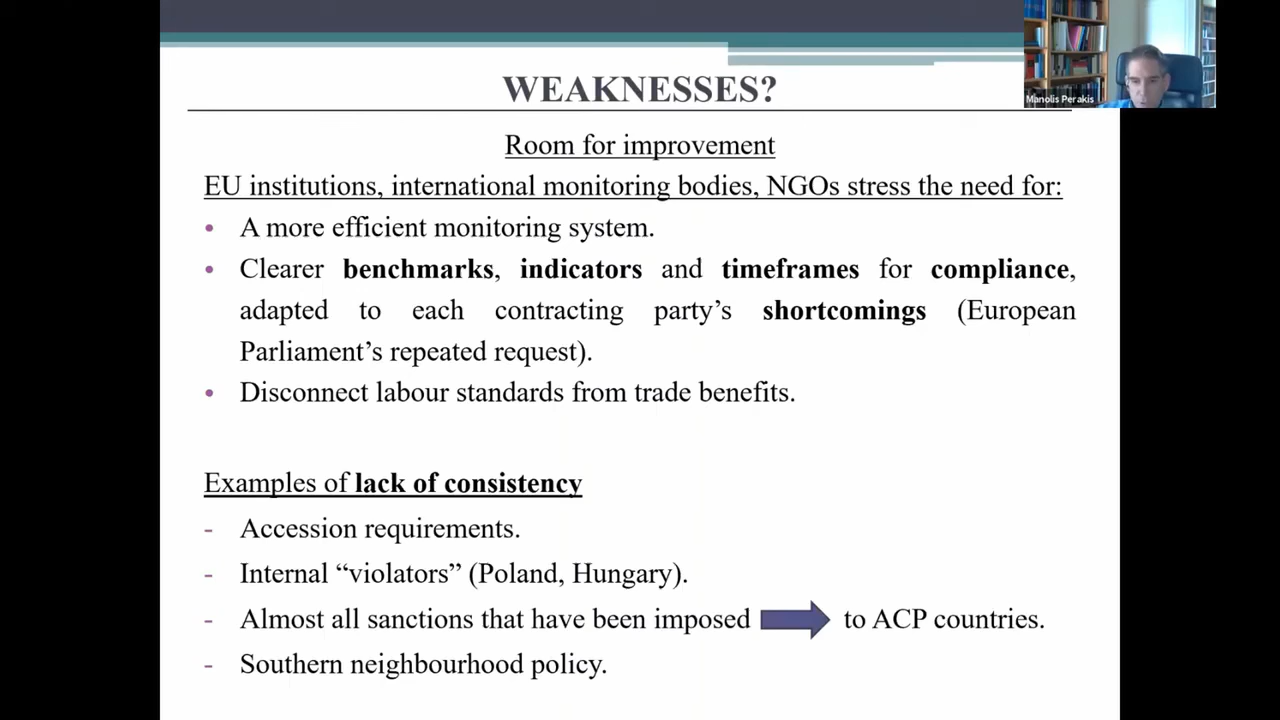 WEAKNESSES?
Manolis Perakis
Room for improvement
EU institutions, international monitoring bodies, NGOs stress the need for:
• A more efficient monitoring system.
• Clearer benchmarks, indicators and timeframes for compliance,
adapted to each contracting party’s shortcomings (European
Parliament’s repeated request).
• Disconnect labour standards from trade benefits.
Examples of lack of consistency
- Accession requirements.
- Internal “violators” (Poland, Hungary).
- Almost all sanctions that have been imposed to ACP countries.
- Southern neighbourhood policy.